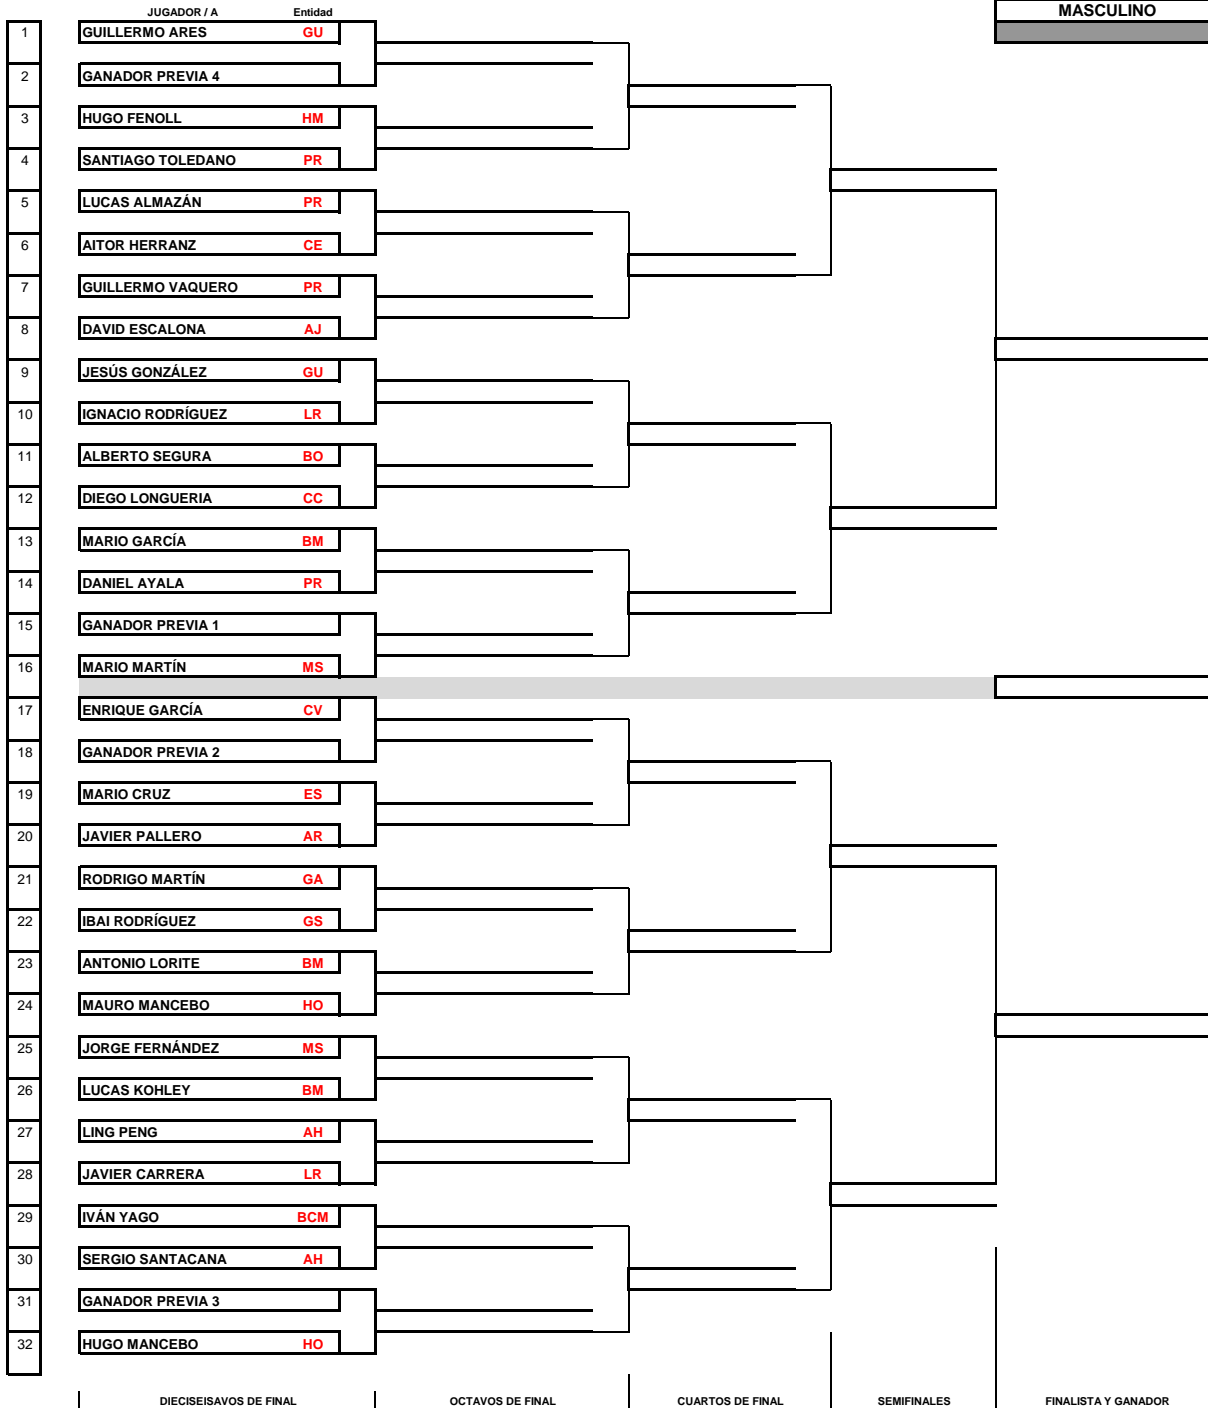 JUGADOR / A Entidad MASCULINO
1 GUILLERMO ARES GU
2 GANADOR PREVIA 4
3 HUGO FENOLL HM
4 SANTIAGO TOLEDANO PR
5 LUCAS ALMAZÁN PR
6 AITOR HERRANZ CE
7 GUILLERMO VAQUERO PR
8 DAVID ESCALONA AJ
9 JESÚS GONZÁLEZ GU
10 IGNACIO RODRÍGUEZ LR
11 ALBERTO SEGURA BO
12 DIEGO LONGUERIA CC
13 MARIO GARCÍA BM
14 DANIEL AYALA PR
15 GANADOR PREVIA 1
16 MARIO MARTÍN MS
17 ENRIQUE GARCÍA CV
18 GANADOR PREVIA 2
19 MARIO CRUZ ES
20 JAVIER PALLERO AR
21 RODRIGO MARTÍN GA
22 IBAI RODRÍGUEZ GS
23 ANTONIO LORITE BM
24 MAURO MANCEBO HO
25 JORGE FERNÁNDEZ MS
26 LUCAS KOHLEY BM
27 LING PENG AH
28 JAVIER CARRERA LR
29 IVÁN YAGO BCM
30 SERGIO SANTACANA AH
31 GANADOR PREVIA 3
32 HUGO MANCEBO HO
DIECISEISAVOS DE FINAL OCTAVOS DE FINAL CUARTOS DE FINAL SEMIFINALES FINALISTA Y GANADOR